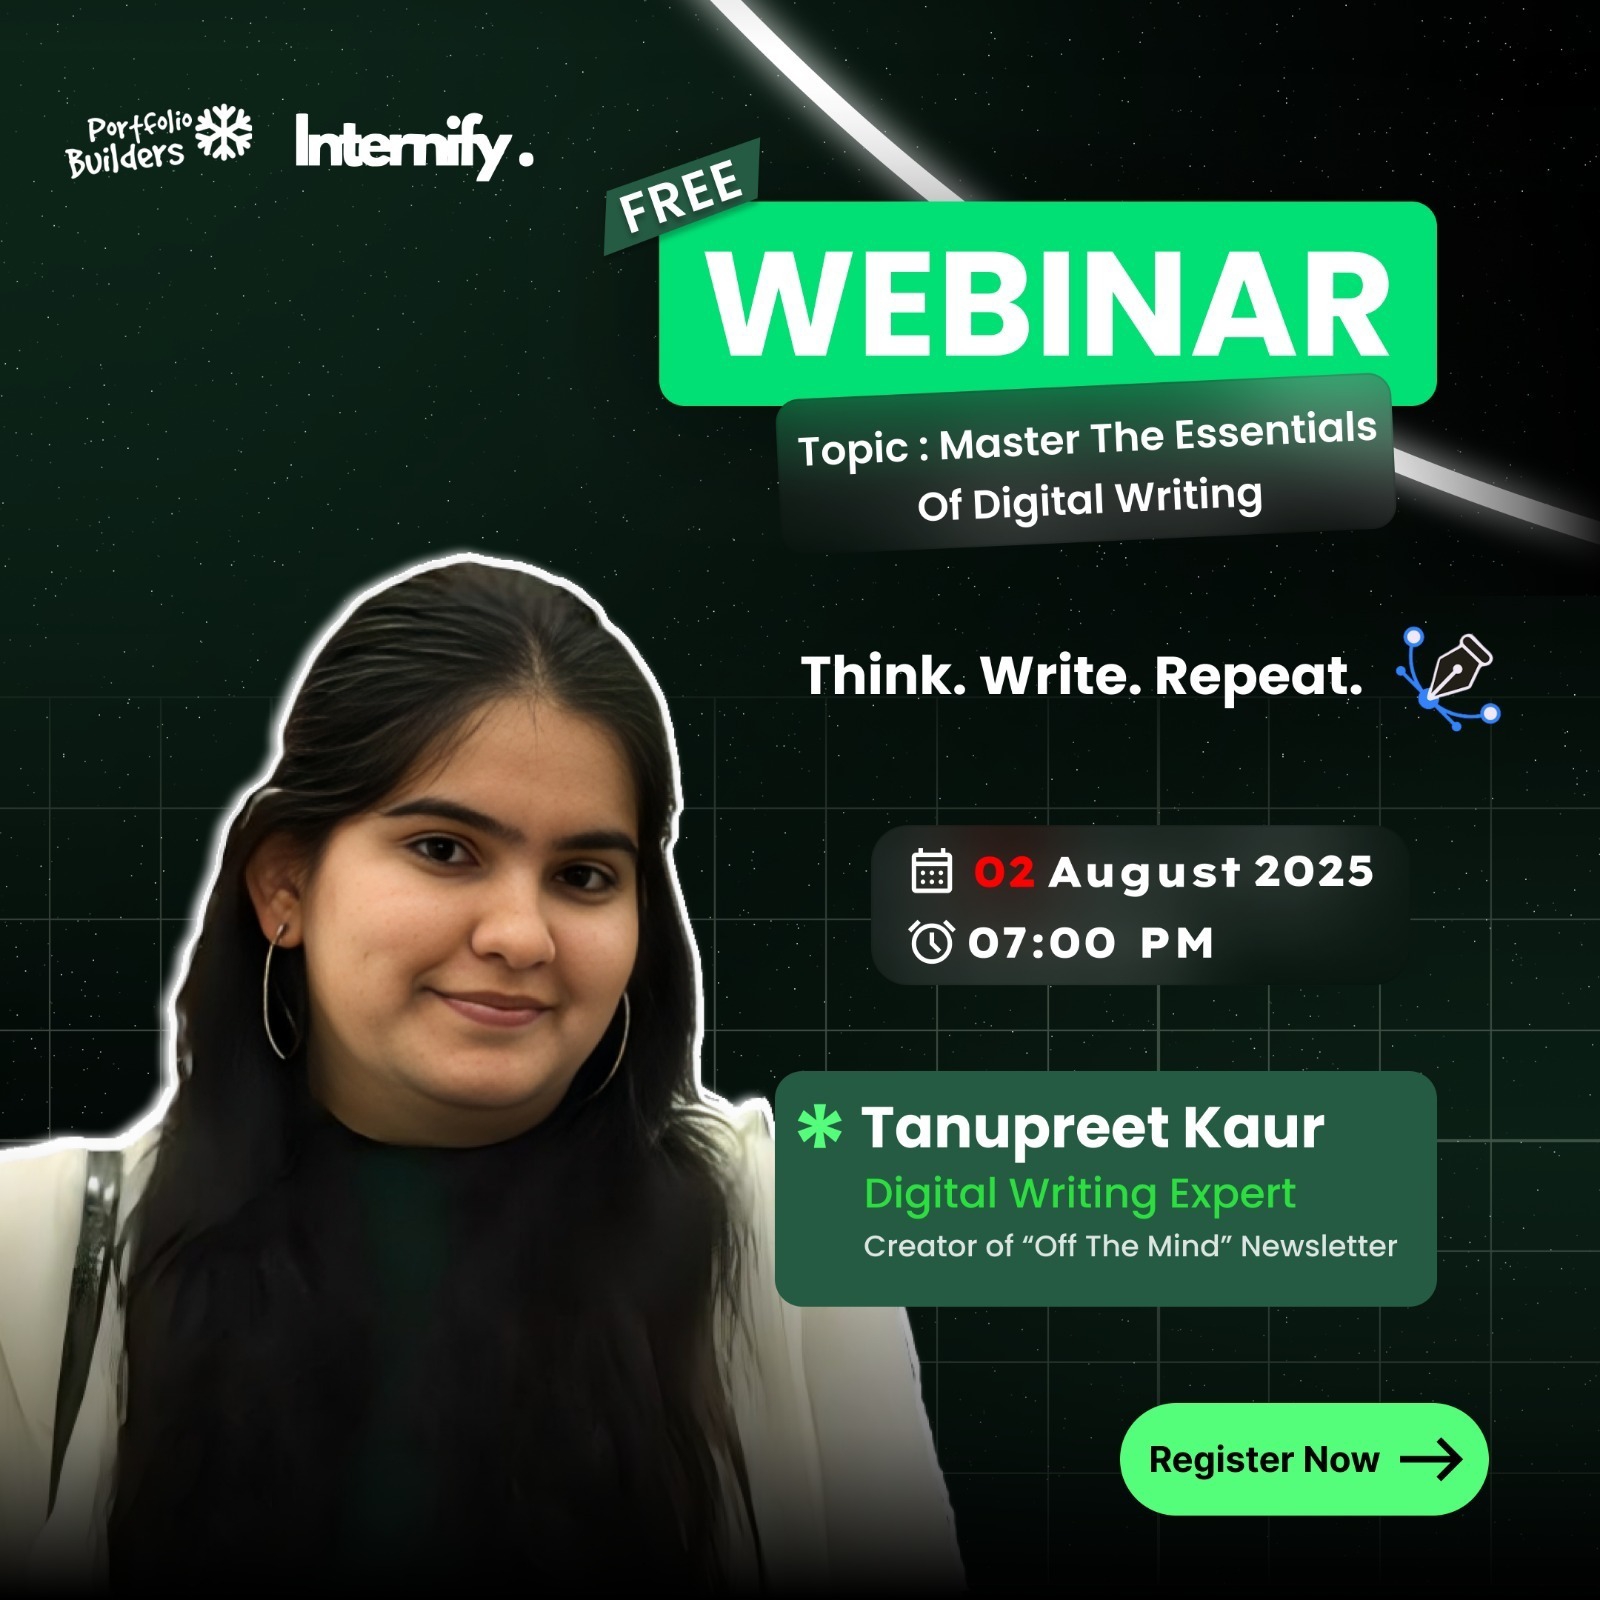 Portfolio
Builders
Internify.
FREE
WEBINAR
Topic : Master The Essentials
Of Digital Writing
Think. Write. Repeat.
02 August 2025
07:00 PM
Tanupreet Kaur
Digital Writing Expert
Creator of “Off The Mind” Newsletter
Register Now